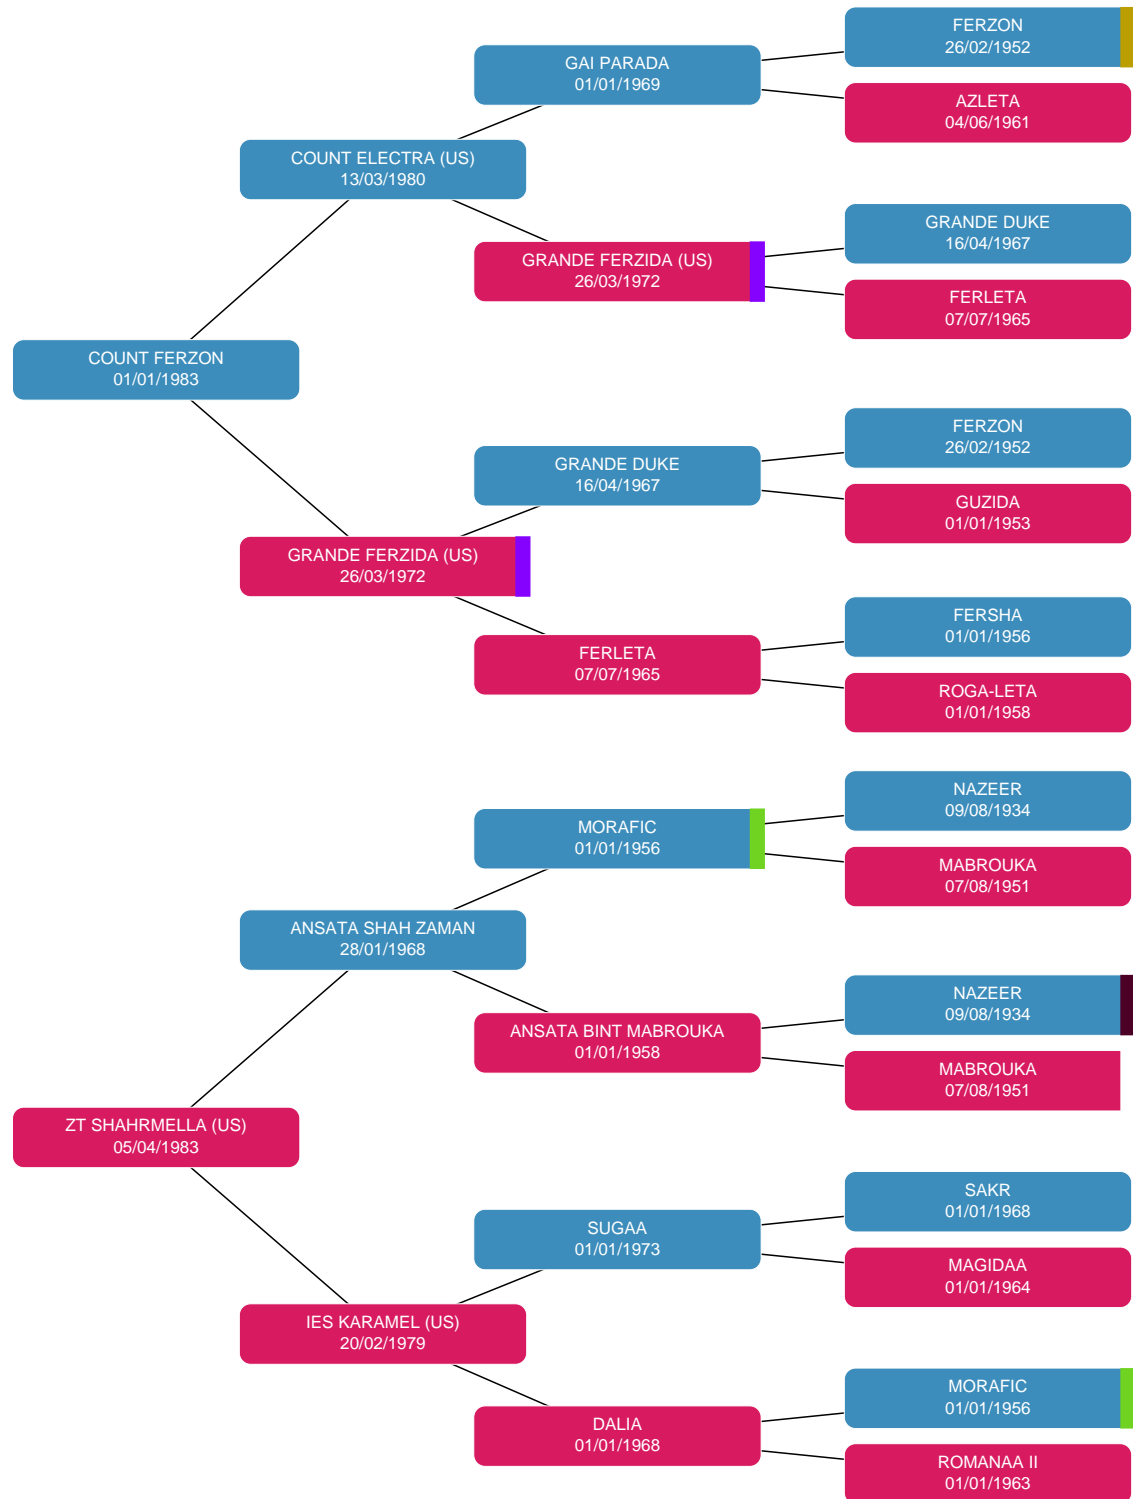 FERZON
26/02/1952
GAI PARADA
01/01/1969
AZLETA
04/06/1961
COUNT ELECTRA (US)
13/03/1980
GRANDE DUKE
16/04/1967
GRANDE FERZIDA (US)
26/03/1972
FERLETA
07/07/1965
COUNT FERZON
01/01/1983
FERZON
26/02/1952
GRANDE DUKE
16/04/1967
GUZIDA
01/01/1953
GRANDE FERZIDA (US)
26/03/1972
FERSHA
01/01/1956
FERLETA
07/07/1965
ROGA-LETA
01/01/1958
NAZEER
09/08/1934
MORAFIC
01/01/1956
MABROUKA
07/08/1951
ANSATA SHAH ZAMAN
28/01/1968
NAZEER
09/08/1934
ANSATA BINT MABROUKA
01/01/1958
MABROUKA
07/08/1951
ZT SHAHRMELLA (US)
05/04/1983
SAKR
01/01/1968
SUGAA
01/01/1973
MAGIDAA
01/01/1964
IES KARAMEL (US)
20/02/1979
MORAFIC
01/01/1956
DALIA
01/01/1968
ROMANAA II
01/01/1963